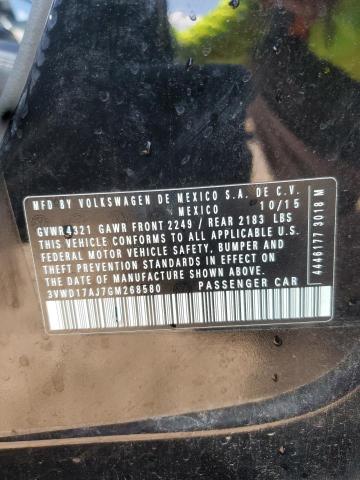 MFD BY VOLKSWAGEN DE MEXICO S.A. DE C.V.
MEXICO 10/15
GVWR 4321 GAWR FRONT 2249 / REAR 2183 LBS
THIS VEHICLE CONFORMS TO ALL APPLICABLE U.S.
FEDERAL MOTOR VEHICLE SAFETY, BUMPER AND
THEFT PREVENTION STANDARDS IN EFFECT ON
THE DATE OF MANUFACTURE SHOWN ABOVE.
3VWD17AJ7GM268580 PASSENGER CAR
4446177 3018 M